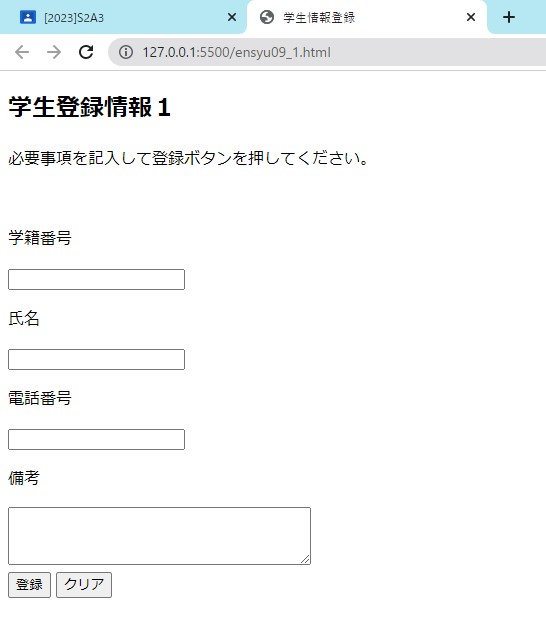 [2023]S2A3
学生情報登録
127.0.0.1:5500/ensyu09_1.html
学生登録情報１
必要事項を記入して登録ボタンを押してください。
学籍番号
氏名
電話番号
備考
登録 クリア